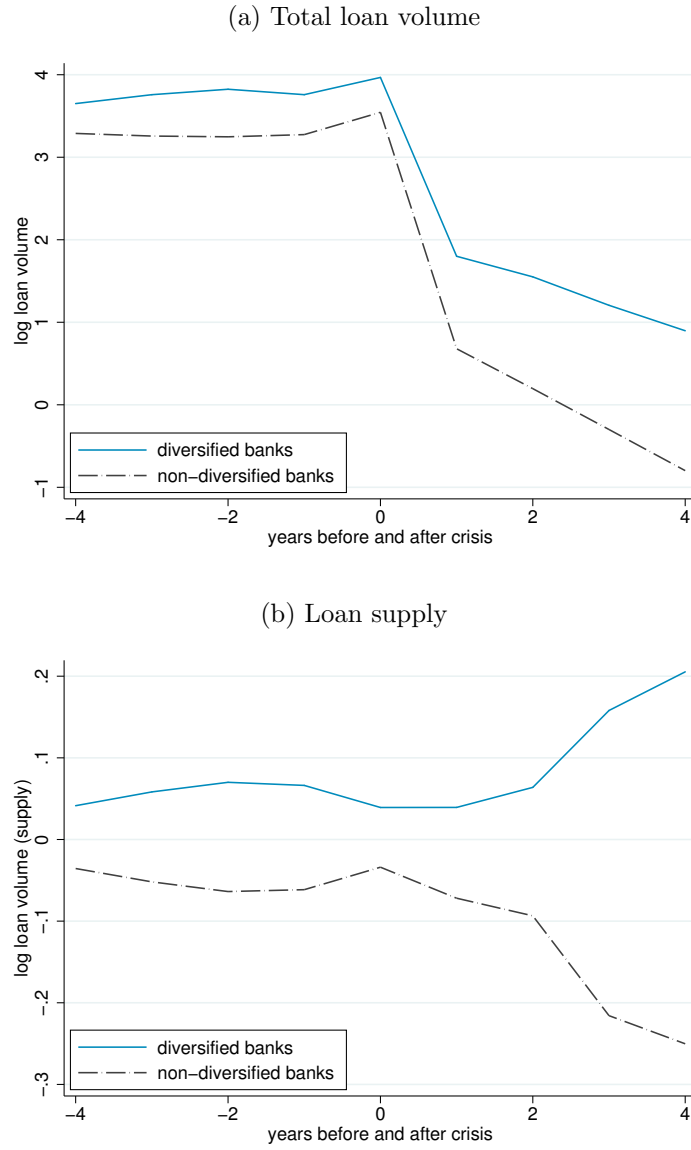 (a) Total loan volume
4
3
2
1
0
−1
log loan volume
diversified banks
non−diversified banks
−4
−2
0
2
4
years before and after crisis
(b) Loan supply
.2
.1
0
−.1
−.2
−.3
log loan volume (supply)
diversified banks
non−diversified banks
−4
−2
0
2
4
years before and after crisis